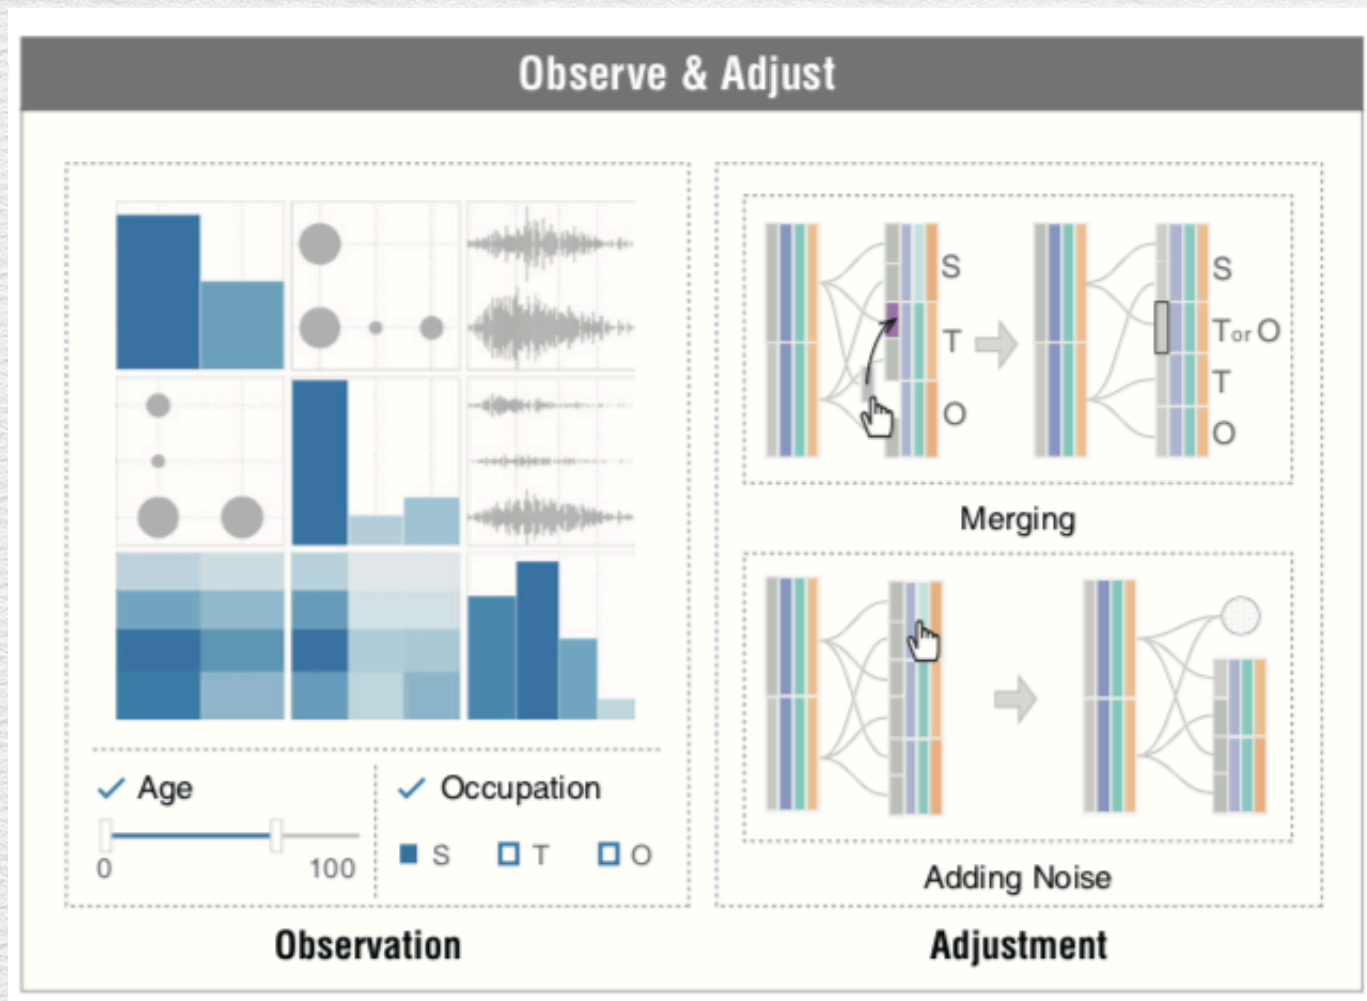 Observe & Adjust
Age
0 100
Occupation
S T O
Observation
S
T
O
S
T or O
T
O
Merging
Adding Noise
Adjustment